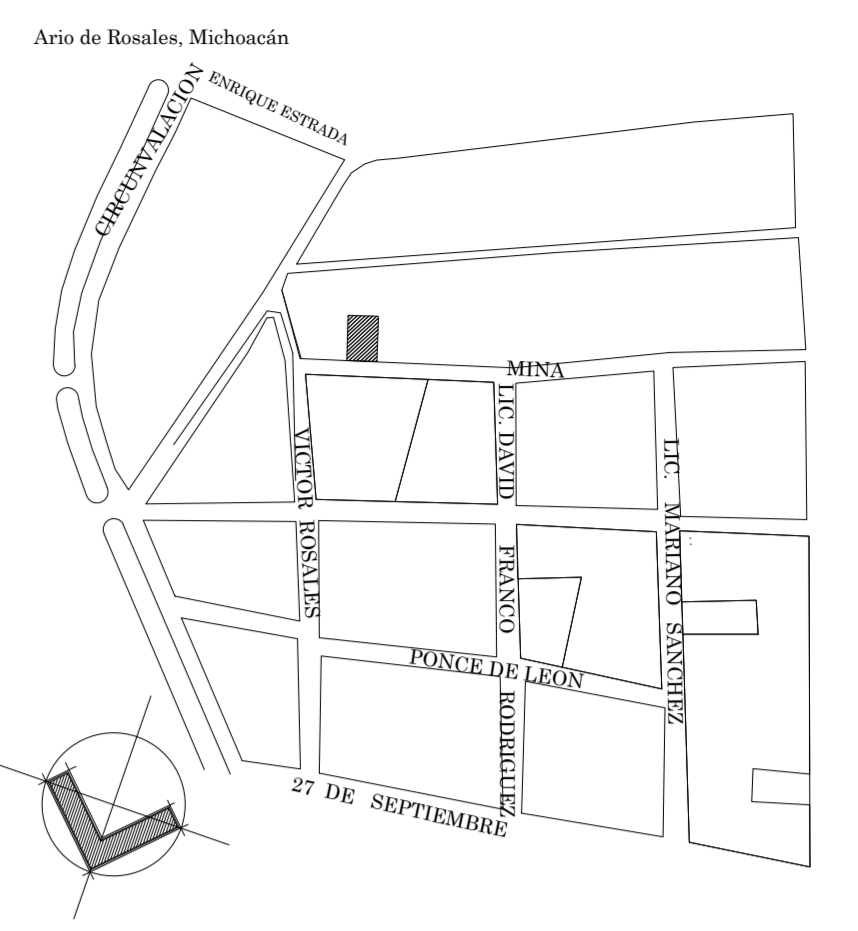 Ario de Rosales, Michoacán
ENRIQUE ESTRADA
CIRCUNVALACION
MINA
LIC. DAVID FRANCO RODRIGUEZ
VICTOR ROSALES
LIC. MARIANO SANCHEZ
PONCE DE LEON
27 DE SEPTIEMBRE